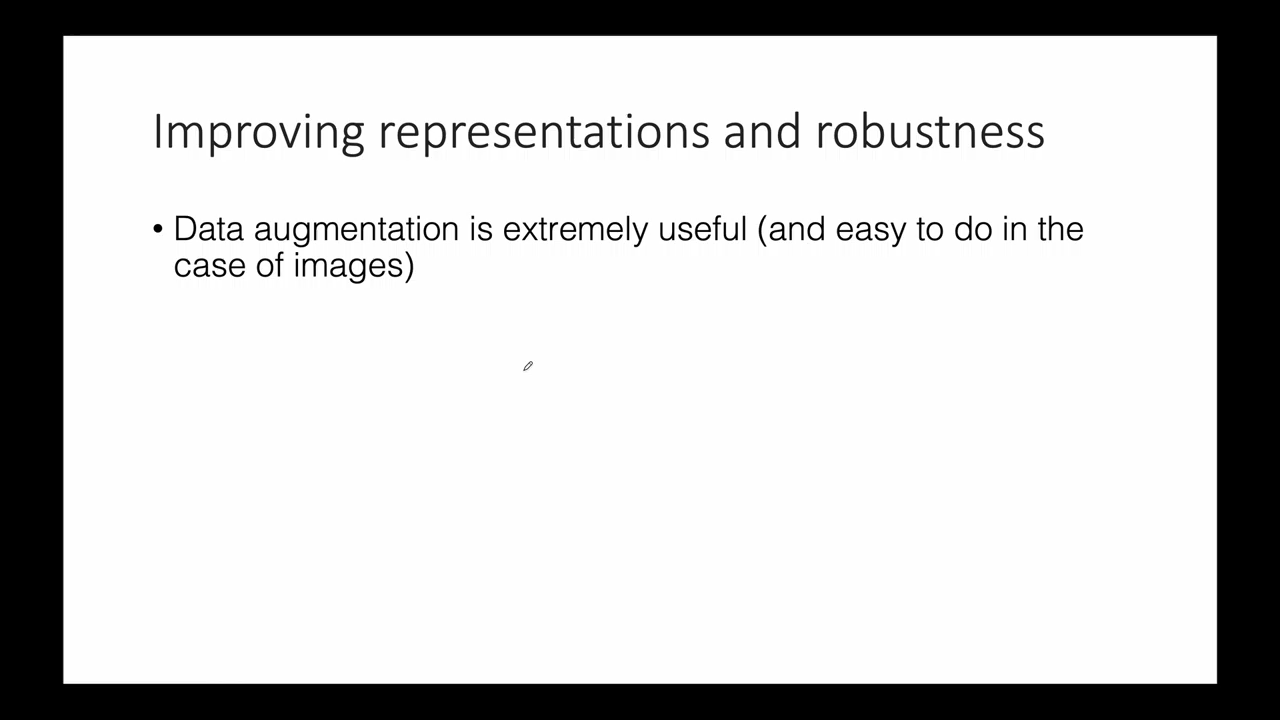 Improving representations and robustness
• Data augmentation is extremely useful (and easy to do in the
case of images)